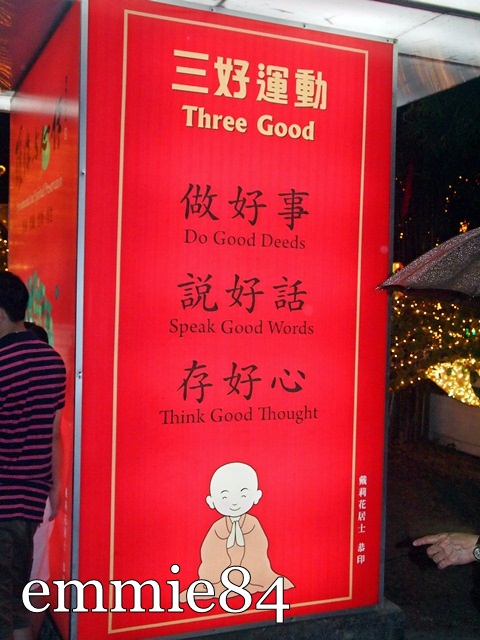 三好運動
Three Good
做好事
Do Good Deeds
說好話
Speak Good Words
存好心
Think Good Thought
戴莉花居士 恭印
emmie84